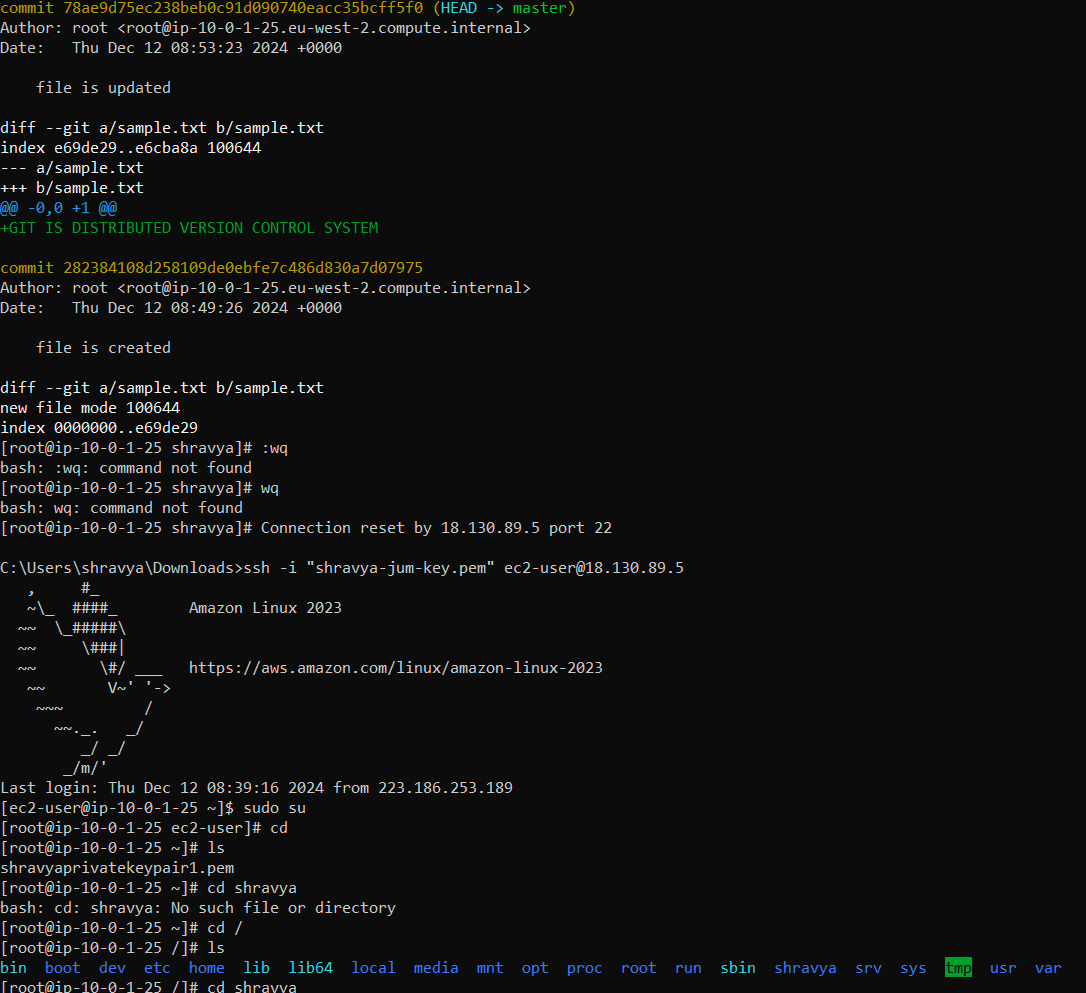 commit 78ae9d75ec238beb0c91d090740eacc35bcff5f0 (HEAD -> master)
Author: root <root@ip-10-0-1-25.eu-west-2.compute.internal>
Date:   Thu Dec 12 08:53:23 2024 +0000

    file is updated

diff --git a/sample.txt b/sample.txt
index e69de29..e6cba8a 100644
--- a/sample.txt
+++ b/sample.txt
@@ -0,0 +1 @@
+GIT IS DISTRIBUTED VERSION CONTROL SYSTEM

commit 282384108d258109de0ebfe7c486d830a7d07975
Author: root <root@ip-10-0-1-25.eu-west-2.compute.internal>
Date:   Thu Dec 12 08:49:26 2024 +0000

    file is created

diff --git a/sample.txt b/sample.txt
new file mode 100644
index 0000000..e69de29
[root@ip-10-0-1-25 shravya]# :wq
bash: :wq: command not found
[root@ip-10-0-1-25 shravya]# wq
bash: wq: command not found
[root@ip-10-0-1-25 shravya]# Connection reset by 18.130.89.5 port 22

C:\Users\shravya\Downloads>ssh -i "shravya-jum-key.pem" ec2-user@18.130.89.5
   ,     #_
   ~\_  ####_        Amazon Linux 2023
  ~~  \_#####\
  ~~     \###|
  ~~       \#/ ___   https://aws.amazon.com/linux/amazon-linux-2023
   ~~       V~' '->
    ~~~         /
      ~~._.   _/
         _/ _/
       _/m/'
Last login: Thu Dec 12 08:39:16 2024 from 223.186.253.189
[ec2-user@ip-10-0-1-25 ~]$ sudo su
[root@ip-10-0-1-25 ec2-user]# cd
[root@ip-10-0-1-25 ~]# ls
shravyaprivatekeypair1.pem
[root@ip-10-0-1-25 ~]# cd shravya
bash: cd: shravya: No such file or directory
[root@ip-10-0-1-25 ~]# cd /
[root@ip-10-0-1-25 /]# ls
bin  boot  dev  etc  home  lib  lib64  local  media  mnt  opt  proc  root  run  sbin  shravya  srv  sys  tmp  usr  var
[root@ip-10-0-1-25 /]# cd shravya